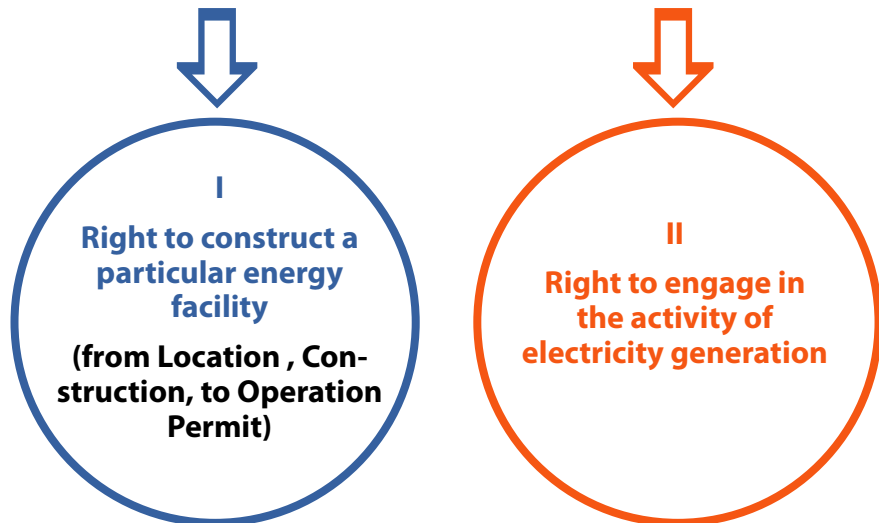 I
Right to construct a
particular energy
facility
(from Location , Con-
struction, to Operation
Permit)
II
Right to engage in
the activity of
electricity generation